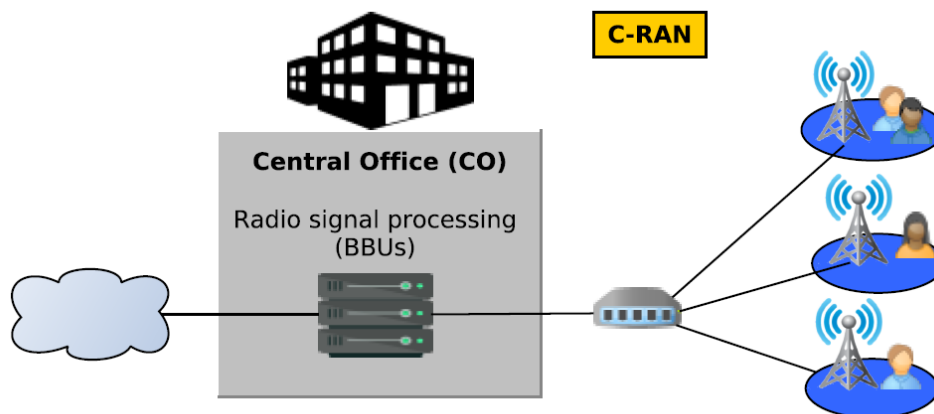 C-RAN
Central Office (CO)
Radio signal processing
(BBUs)